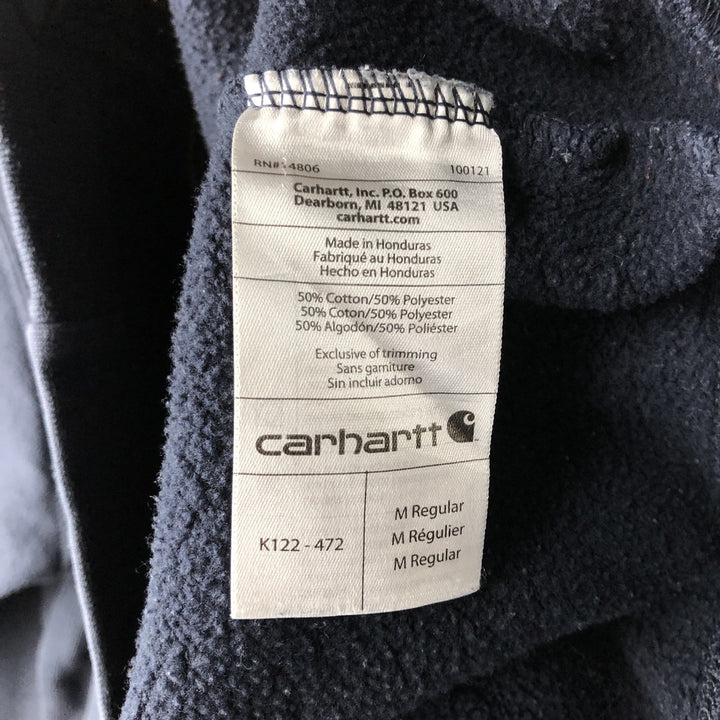 RN# 14806 100121
Carhartt, Inc. P.O. Box 600
Dearborn, MI 48121 USA
carhartt.com
Made in Honduras
Fabriqué au Honduras
Hecho en Honduras
50% Cotton/50% Polyester
50% Coton/50% Polyester
50% Algodón/50% Poliéster
Exclusive of trimming
Sans garniture
Sin incluir adorno
carhartt
K122 - 472
M Regular
M Régulier
M Regular